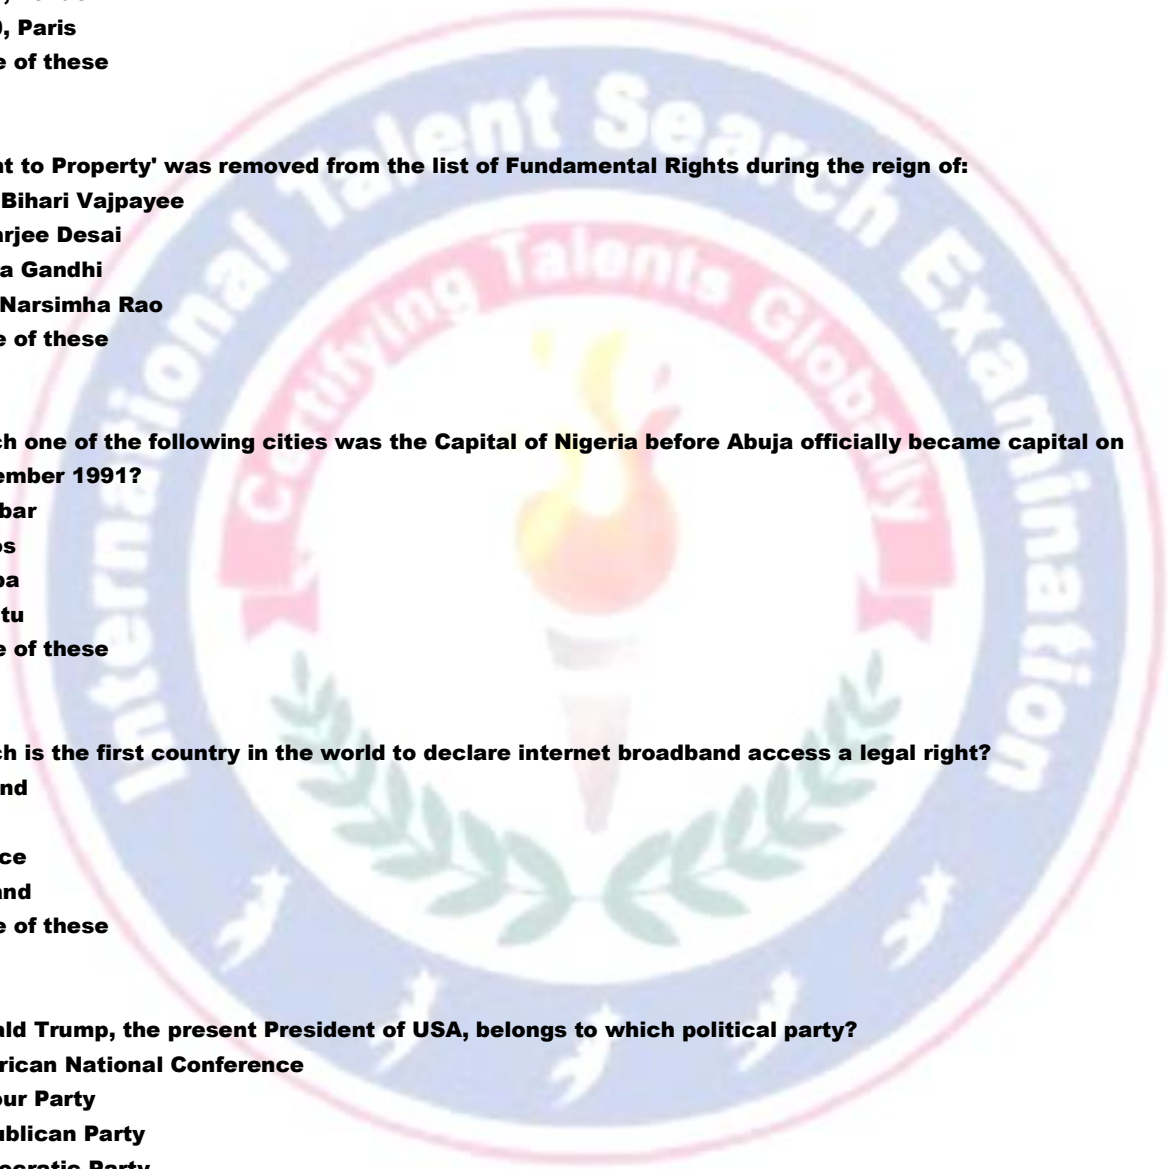 , Paris
e of these
nt to Property' was removed from the list of Fundamental Rights during the reign of:
Bihari Vajpayee
rjee Desai
a Gandhi
Narsimha Rao
e of these
ch one of the following cities was the Capital of Nigeria before Abuja officially became capital on
ember 1991?
bar
os
ba
tu
e of these
ch is the first country in the world to declare internet broadband access a legal right?
nd
ce
and
e of these
ald Trump, the present President of USA, belongs to which political party?
rican National Conference
our Party
ublican Party
ocratic Party
International Talent Search Examination
Certifying Talents Globally